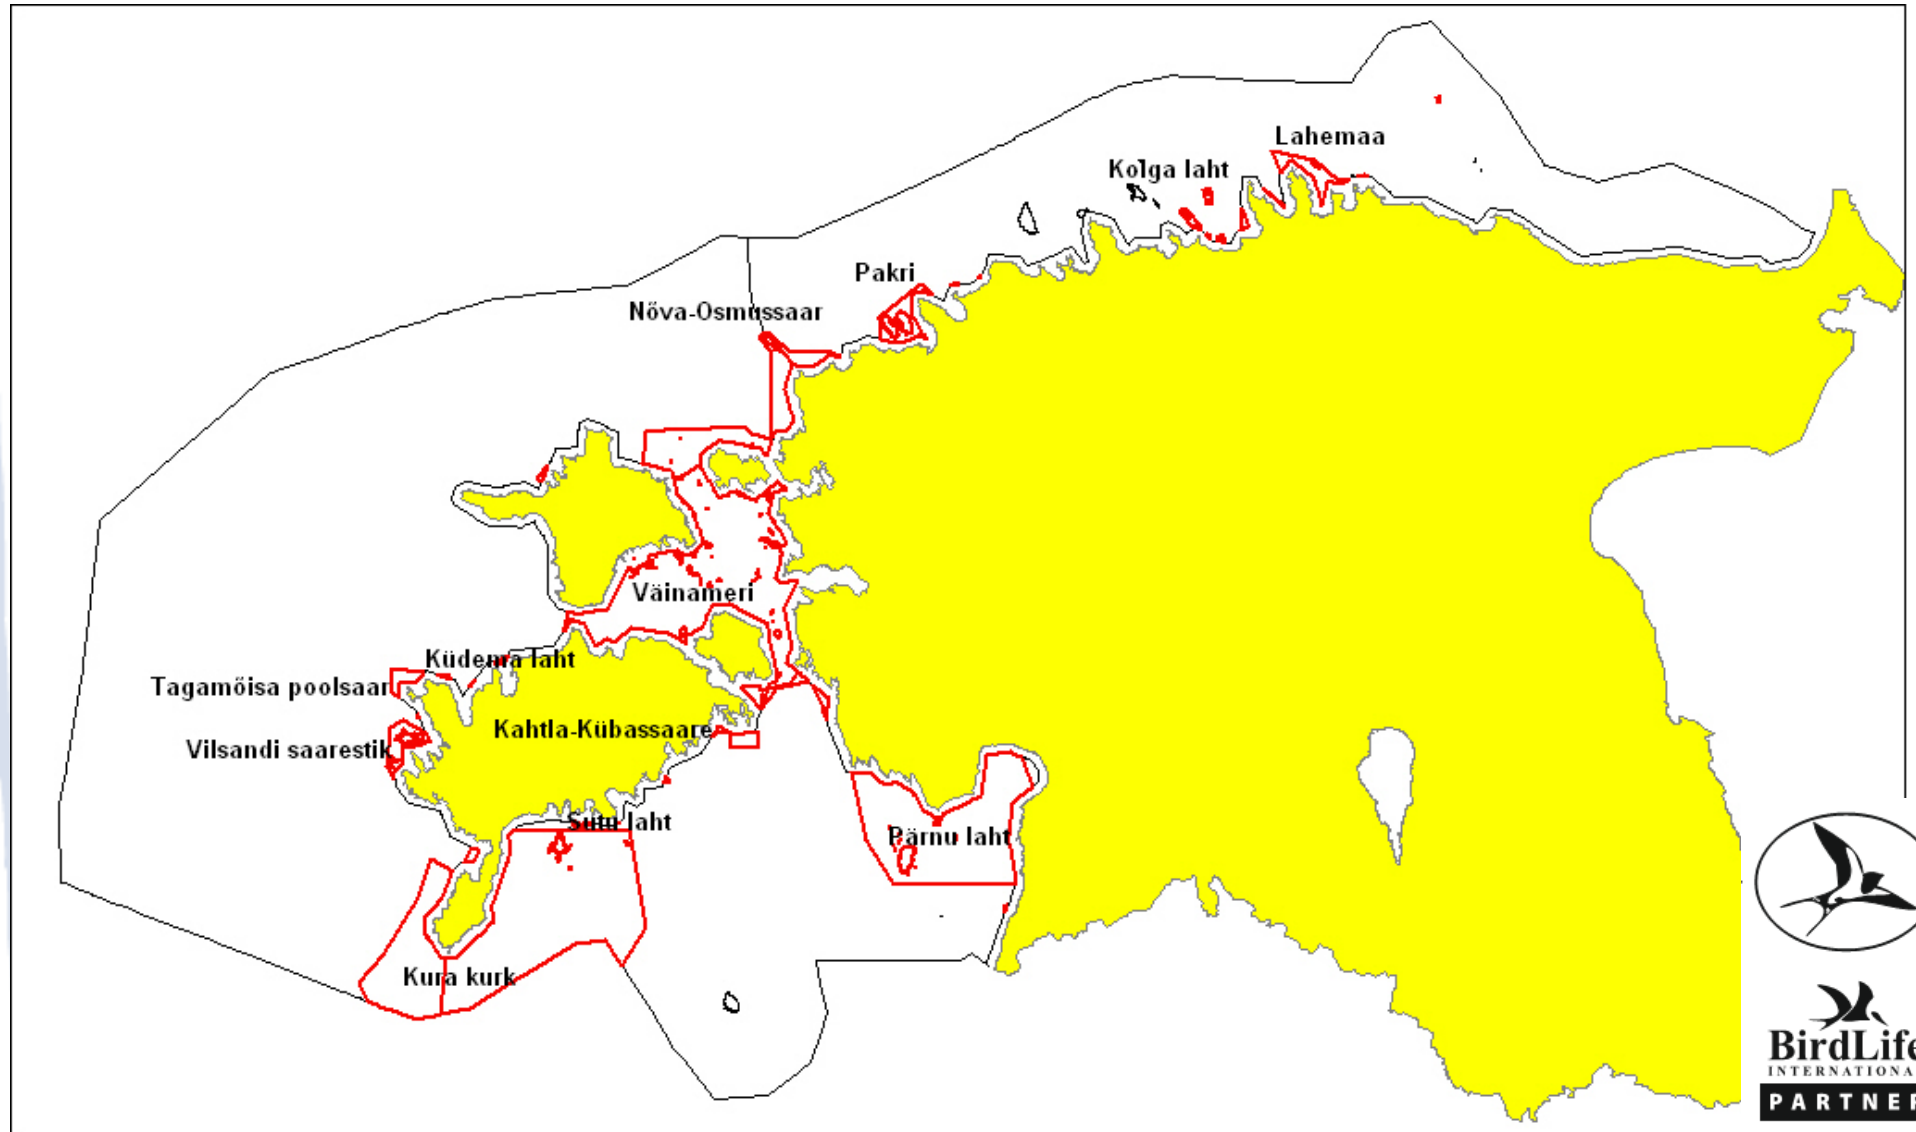 Lahemaa
Kolga laht
Pakri
Nõva-Osmussaar
Väinameri
Küdema laht
Tagamõisa poolsaar
Kahtla-Kübassaare
Vilsandi saarestik
Sutu laht
Pärnu laht
Kura kurk
BirdLife
INTERNATIONA
PARTNER